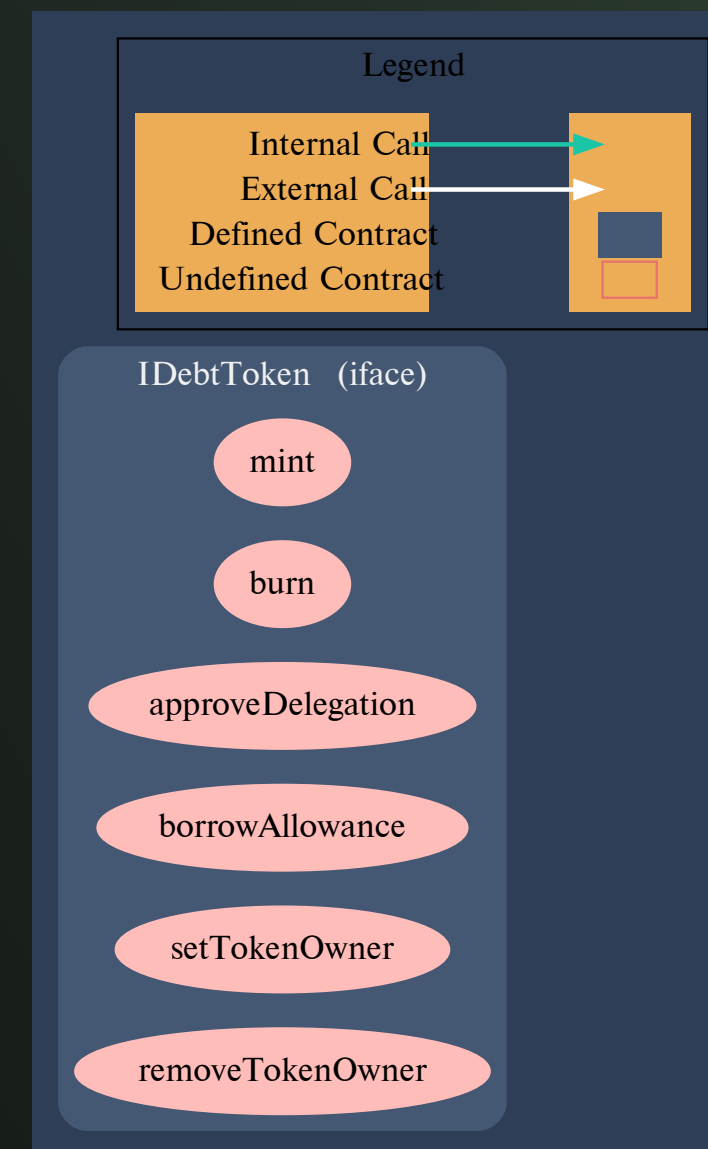 Legend
Internal Call
External Call
Defined Contract
Undefined Contract
IDebtToken (iface)
mint
burn
approveDelegation
borrowAllowance
setTokenOwner
removeTokenOwner